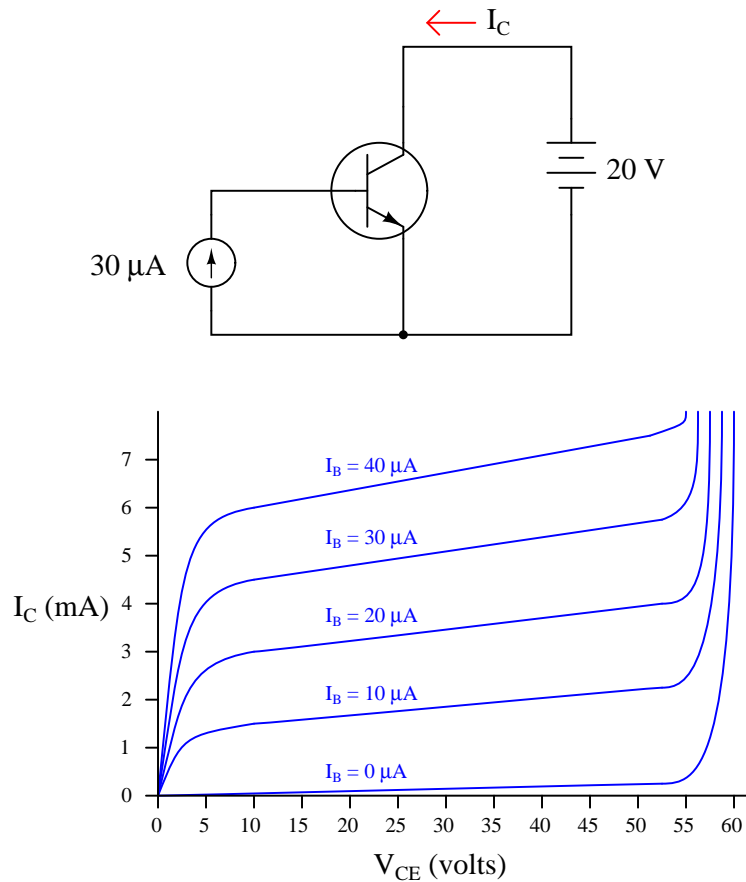 I_C
20 V
30 μA
7
I_B = 40 μA
6
I_B = 30 μA
5
I_C (mA)
4
I_B = 20 μA
3
I_B = 10 μA
2
1
I_B = 0 μA
0
0 5 10 15 20 25 30 35 40 45 50 55 60
V_CE (volts)